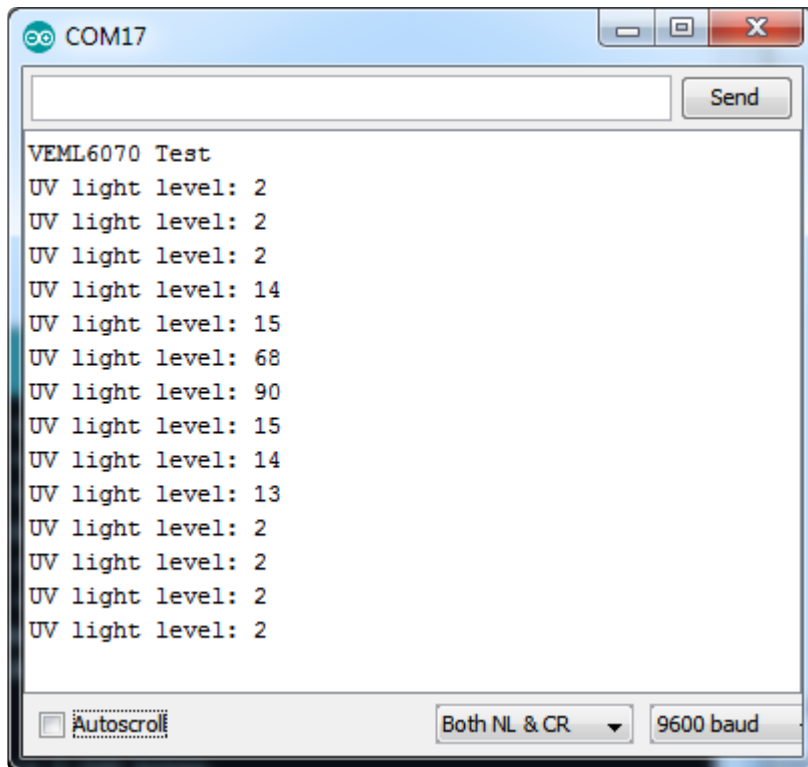 COM17
Send
VEML6070 Test
UV light level: 2
UV light level: 2
UV light level: 2
UV light level: 14
UV light level: 15
UV light level: 68
UV light level: 90
UV light level: 15
UV light level: 14
UV light level: 13
UV light level: 2
UV light level: 2
UV light level: 2
UV light level: 2
Autoscroll Both NL & CR 9600 baud